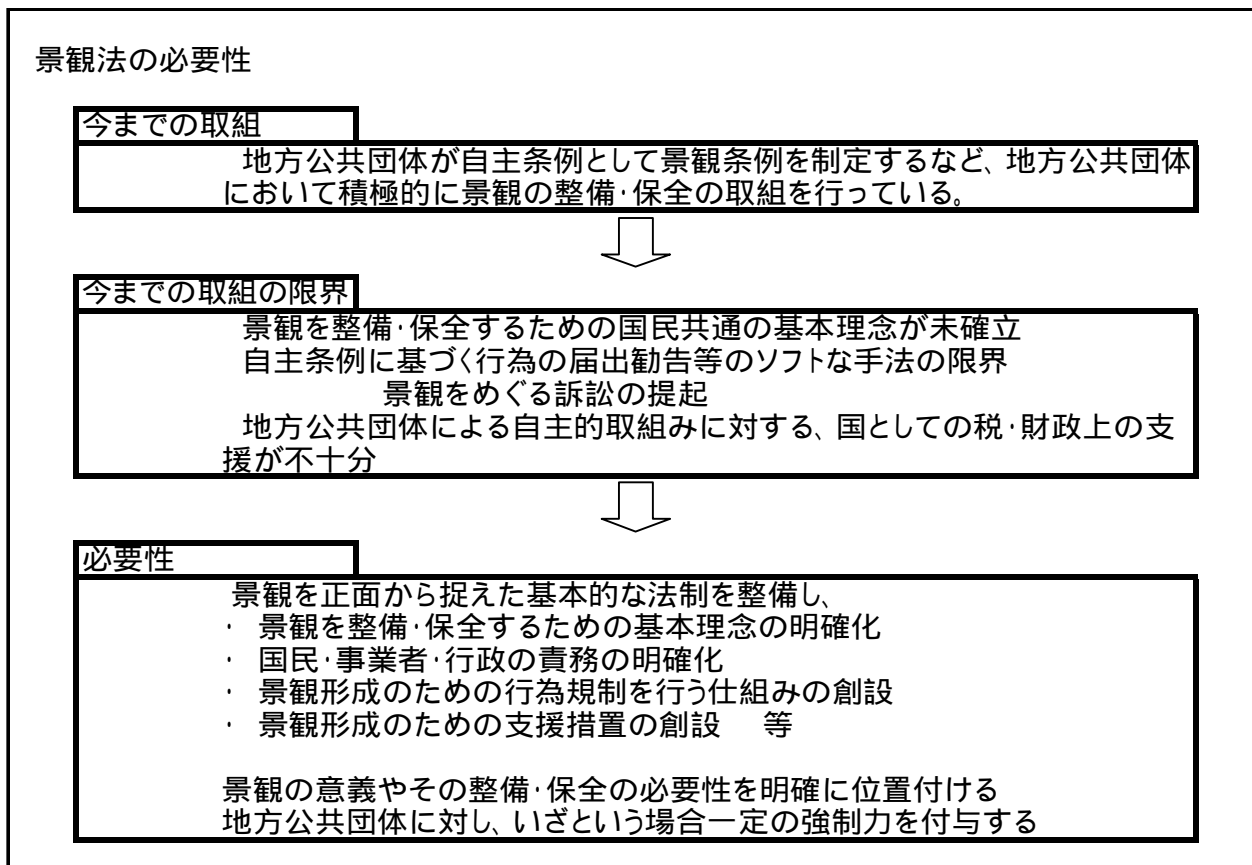 景観法の必要性
今までの取組
地方公共団体が自主条例として景観条例を制定するなど、地方公共団体
において積極的に景観の整備・保全の取組を行っている。
今までの取組の限界
景観を整備・保全するための国民共通の基本理念が未確立
自主条例に基づく行為の届出勧告等のソフトな手法の限界
景観をめぐる訴訟の提起
地方公共団体による自主的取組みに対する、国としての税・財政上の支
援が不十分
必要性
景観を正面から捉えた基本的な法制を整備し、
・ 景観を整備・保全するための基本理念の明確化
・ 国民・事業者・行政の責務の明確化
・ 景観形成のための行為規制を行う仕組みの創設
・ 景観形成のための支援措置の創設 等
景観の意義やその整備・保全の必要性を明確に位置付ける
地方公共団体に対し、いざという場合一定の強制力を付与する